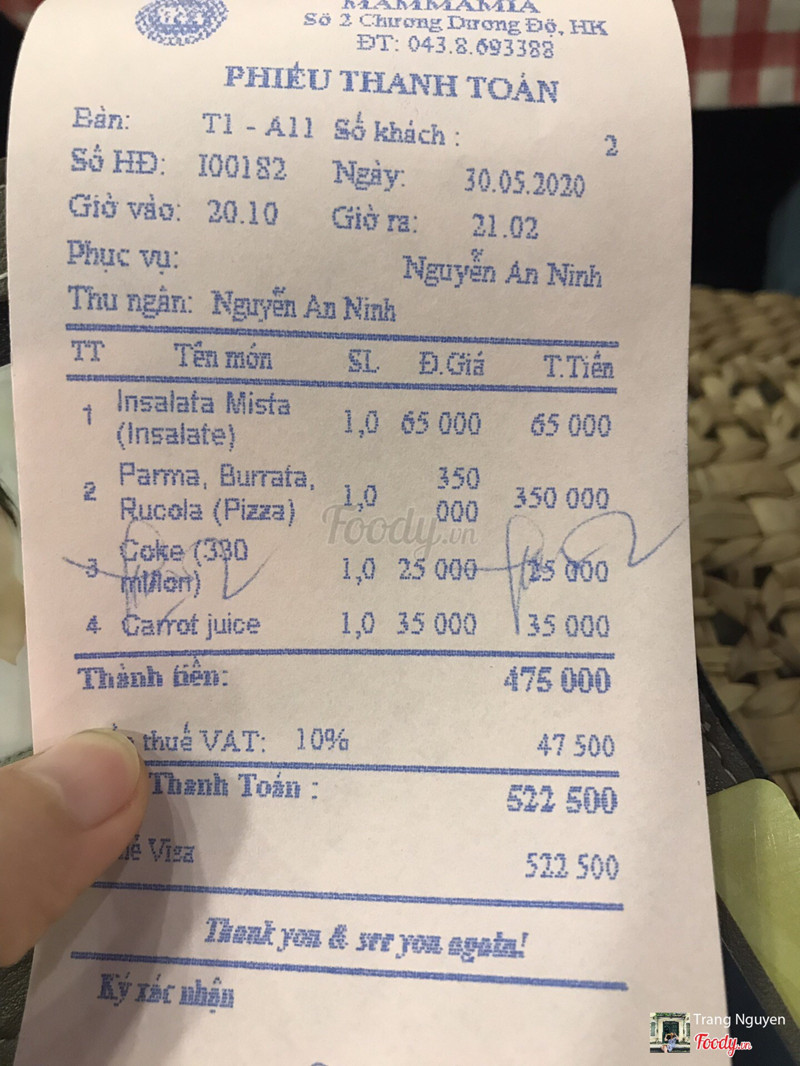 MAMMAMIA
Số 2 Chương Dương Độ, HK
ĐT: 043.8.693388
PHIẾU THANH TOÁN
Bàn: T1 - A11 Số khách : 2
Số HĐ: I00182 Ngày: 30.05.2020
Giờ vào: 20.10 Giờ ra: 21.02
Phục vụ: Nguyễn An Ninh
Thu ngân: Nguyễn An Ninh
TT Tên món SL Đ.Giá T.Tiền
1 Insalata Mista (Insalate) 1,0 65 000 65 000
2 Parma, Burrata, Rucola (Pizza) 1,0 350 000 350 000
3 Coke (330 millon) 1,0 25 000 25 000
4 Carrot juice 1,0 35 000 35 000
Thành tiền: 475 000
thuế VAT: 10% 47 500
Thanh Toán : 522 500
Visa 522 500
Thank you & see you again!
Ký xác nhận
Foody.vn
Trang Nguyen
Foody.vn